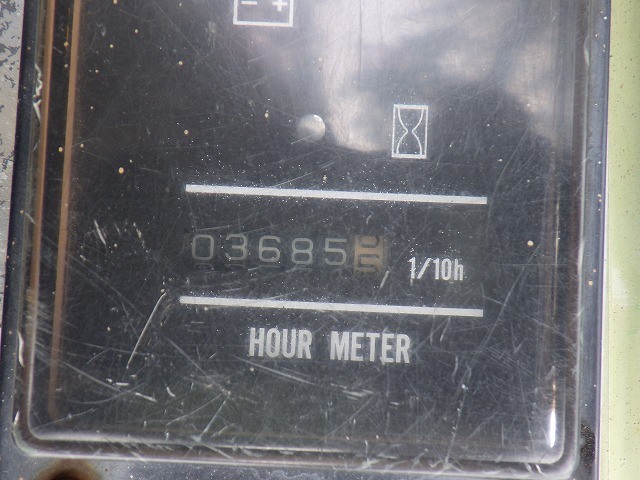 - +
03685
1/10h
HOUR METER